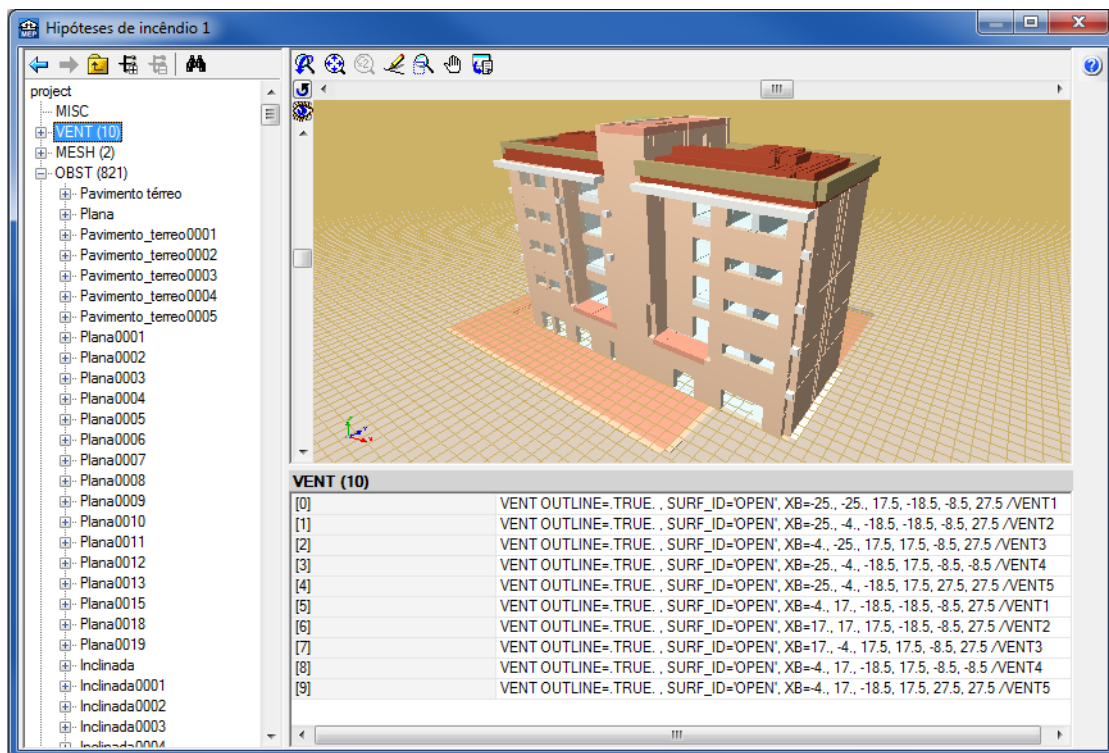 Hipóteses de incêndio 1
MEP
project
MISC
VENT (10)
MESH (2)
OBST (821)
Pavimento térreo
Plana
Pavimento_terreo0001
Pavimento_terreo0002
Pavimento_terreo0003
Pavimento_terreo0004
Pavimento_terreo0005
Plana0001
Plana0002
Plana0003
Plana0004
Plana0005
Plana0006
Plana0007
Plana0008
Plana0009
Plana0010
Plana0011
Plana0012
Plana0013
Plana0015
Plana0018
Plana0019
Inclinada
Inclinada0001
Inclinada0002
Inclinada0003
Inclinada0004
VENT (10)
[0] VENT OUTLINE=.TRUE. , SURF_ID='OPEN', XB=-25., -25., 17.5, -18.5, -8.5, 27.5 /VENT1
[1] VENT OUTLINE=.TRUE. , SURF_ID='OPEN', XB=-25., -4., -18.5, -18.5, -8.5, 27.5 /VENT2
[2] VENT OUTLINE=.TRUE. , SURF_ID='OPEN', XB=-4., -25., 17.5, 17.5, -8.5, 27.5 /VENT3
[3] VENT OUTLINE=.TRUE. , SURF_ID='OPEN', XB=-25., -4., -18.5, 17.5, -8.5, -8.5 /VENT4
[4] VENT OUTLINE=.TRUE. , SURF_ID='OPEN', XB=-25., -4., -18.5, 17.5, 27.5, 27.5 /VENT5
[5] VENT OUTLINE=.TRUE. , SURF_ID='OPEN', XB=-4., 17., -18.5, -18.5, -8.5, 27.5 /VENT1
[6] VENT OUTLINE=.TRUE. , SURF_ID='OPEN', XB=17., 17., 17.5, -18.5, -8.5, 27.5 /VENT2
[7] VENT OUTLINE=.TRUE. , SURF_ID='OPEN', XB=17., -4., 17.5, 17.5, -8.5, 27.5 /VENT3
[8] VENT OUTLINE=.TRUE. , SURF_ID='OPEN', XB=-4., 17., -18.5, 17.5, -8.5, -8.5 /VENT4
[9] VENT OUTLINE=.TRUE. , SURF_ID='OPEN', XB=-4., 17., -18.5, 17.5, 27.5, 27.5 /VENT5